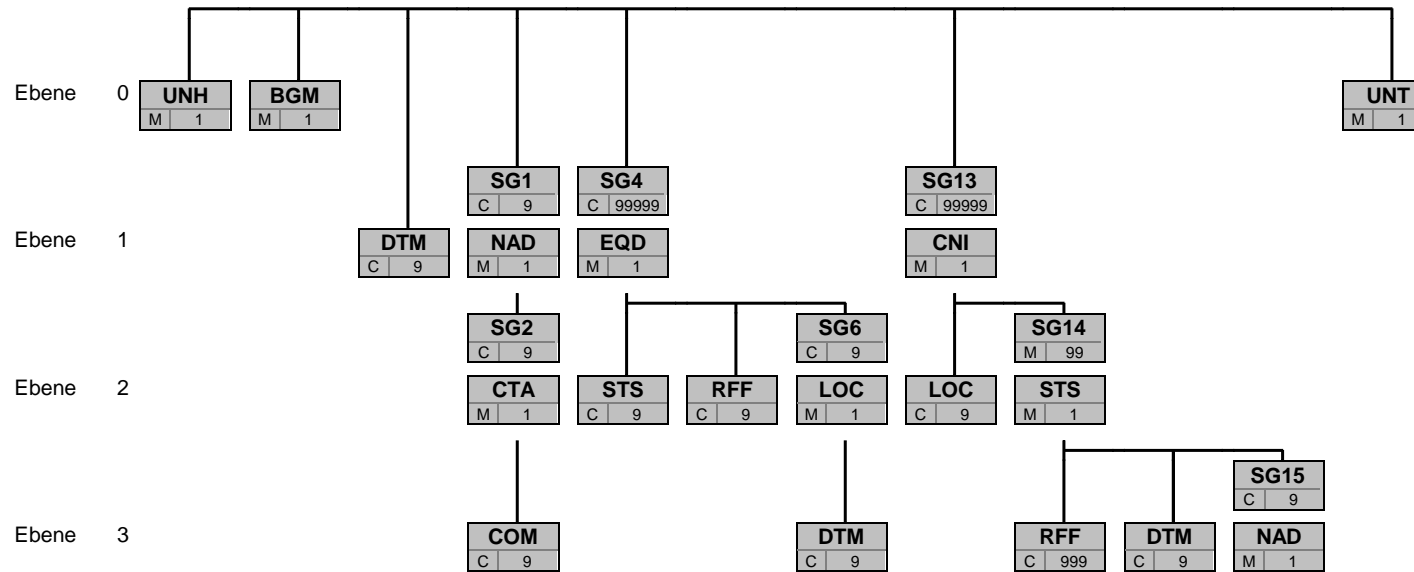 Ebene 0 UNH BGM UNT
M 1 M 1 M 1
SG1 SG4 SG13
C 9 C 99999 C 99999
Ebene 1 DTM NAD EQD CNI
C 9 M 1 M 1 M 1
SG2 SG6 SG14
C 9 C 9 M 99
Ebene 2 CTA STS RFF LOC LOC STS
M 1 C 9 C 9 M 1 C 9 M 1
SG15
C 9
Ebene 3 COM DTM RFF DTM NAD
C 9 C 9 C 999 C 9 M 1